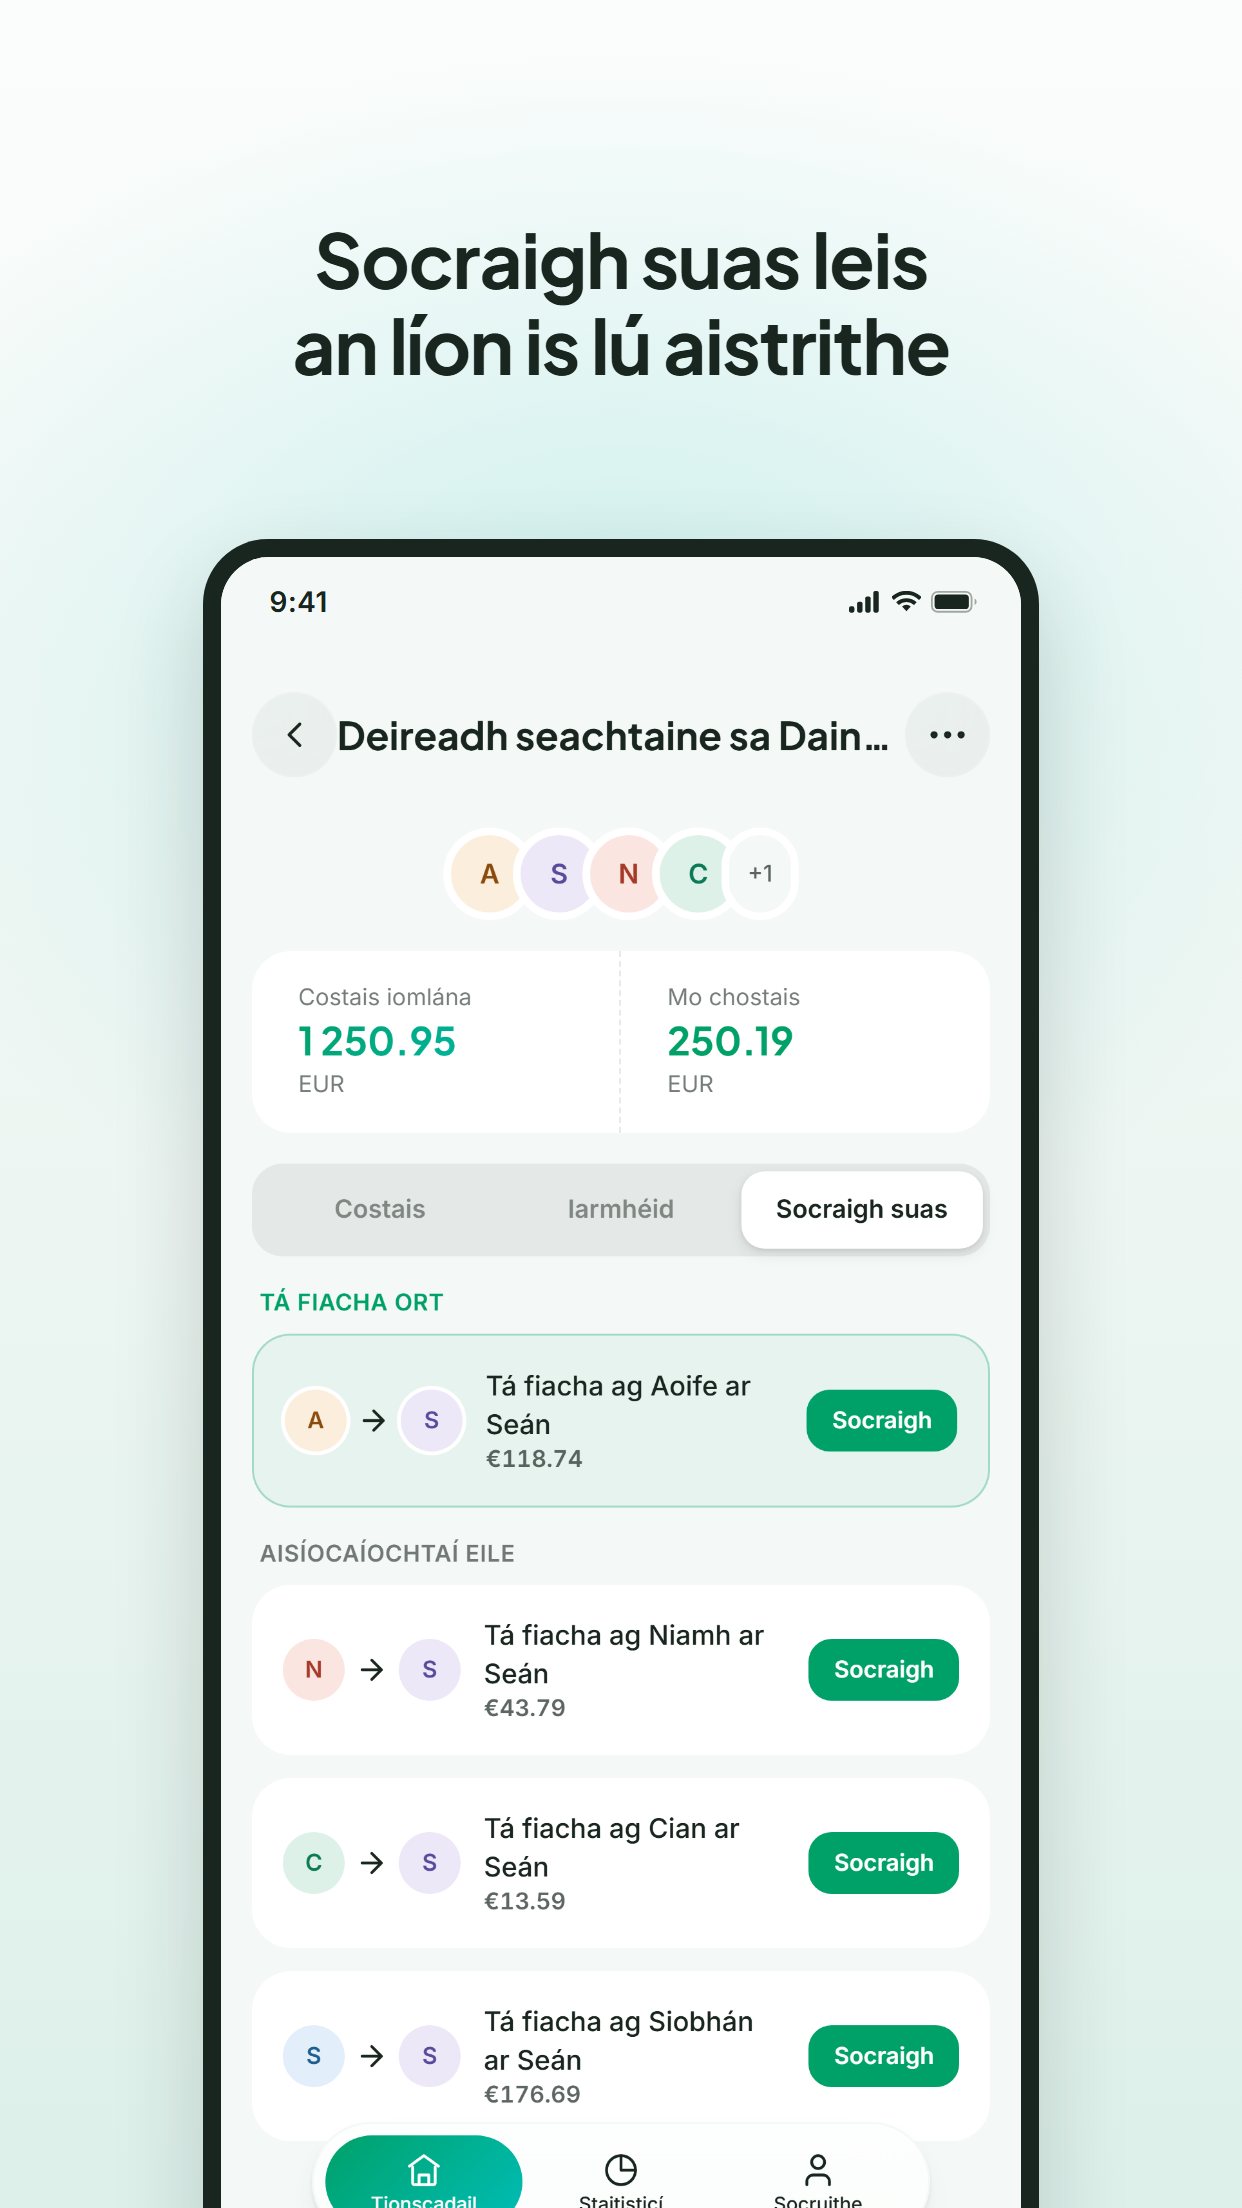 Socraigh suas leis
an líon is lú aistrithe
9:41
Deireadh seachtaine sa Dain...
A S N C +1
Costais iomlána
1 250.95
EUR
Mo chostais
250.19
EUR
Costais Iarmhéid Socraigh suas
TÁ FIACHA ORT
A S
Tá fiacha ag Aoife ar
Seán
€118.74
Socraigh
AISÍOCAÍOCHTAÍ EILE
N S
Tá fiacha ag Niamh ar
Seán
€43.79
Socraigh
C S
Tá fiacha ag Cian ar
Seán
€13.59
Socraigh
S S
Tá fiacha ag Siobhán
ar Seán
€176.69
Socraigh
Tionscadail Staitisticí Socruithe